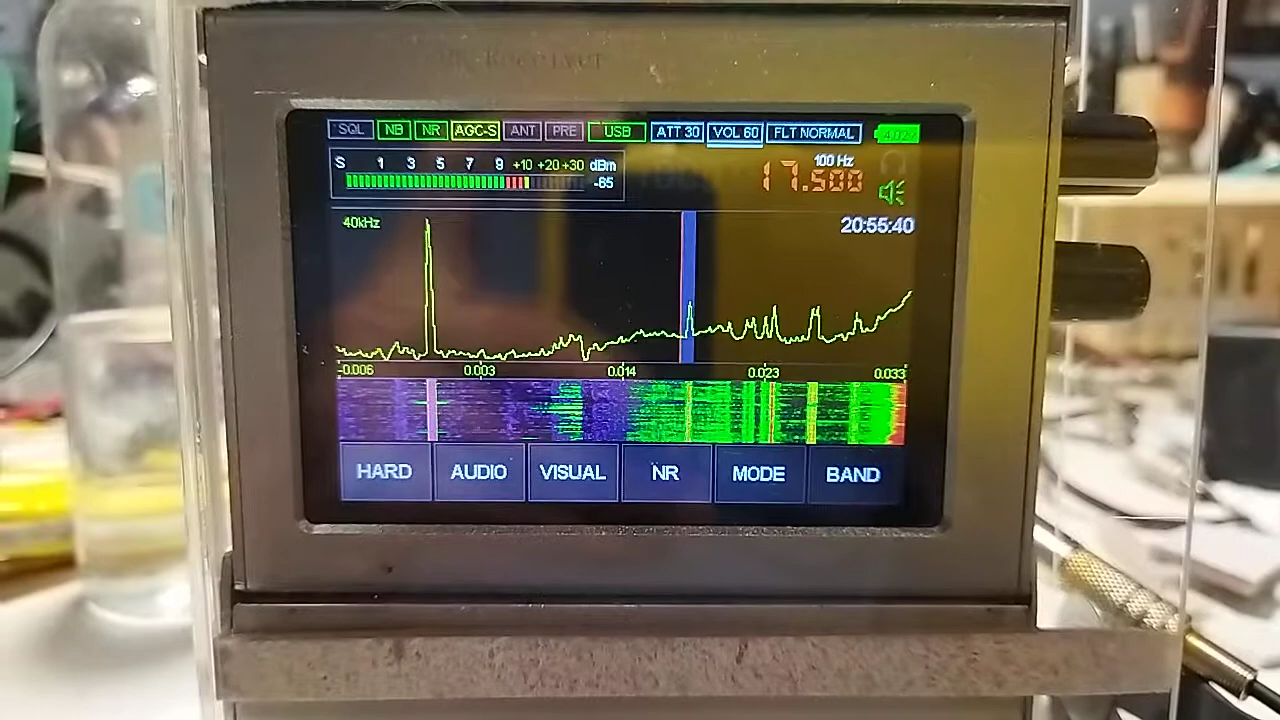 SQL NB NR AGC-S ANT PRE USB ATT 30 VOL 60 FLT NORMAL
S 1 3 5 7 9 +10 +20 +30 dBm
-65
100 Hz
17.500
40kHz
20:55:40
-0.006 0.003 0.014 0.023 0.033
HARD AUDIO VISUAL NR MODE BAND